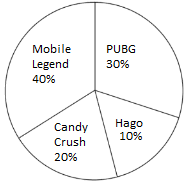 Mobile
Legend
40%
PUBG
30%
Hago
10%
Candy
Crush
20%